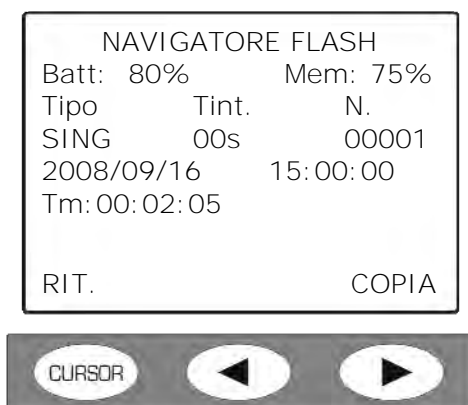 NAVIGATORE FLASH
Batt: 80% Mem: 75%
Tipo Tint. N.
SING 00s 00001
2008/09/16 15:00:00
Tm:00:02:05
RIT. COPIA
CURSOR